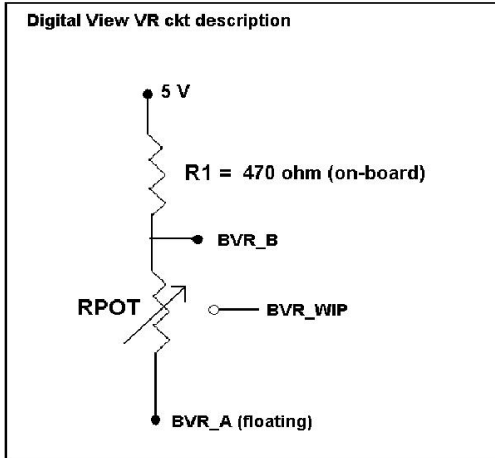 Digital View VR ckt description
5 V
R1 = 470 ohm (on-board)
BVR_B
RPOT
BVR_WIP
BVR_A (floating)